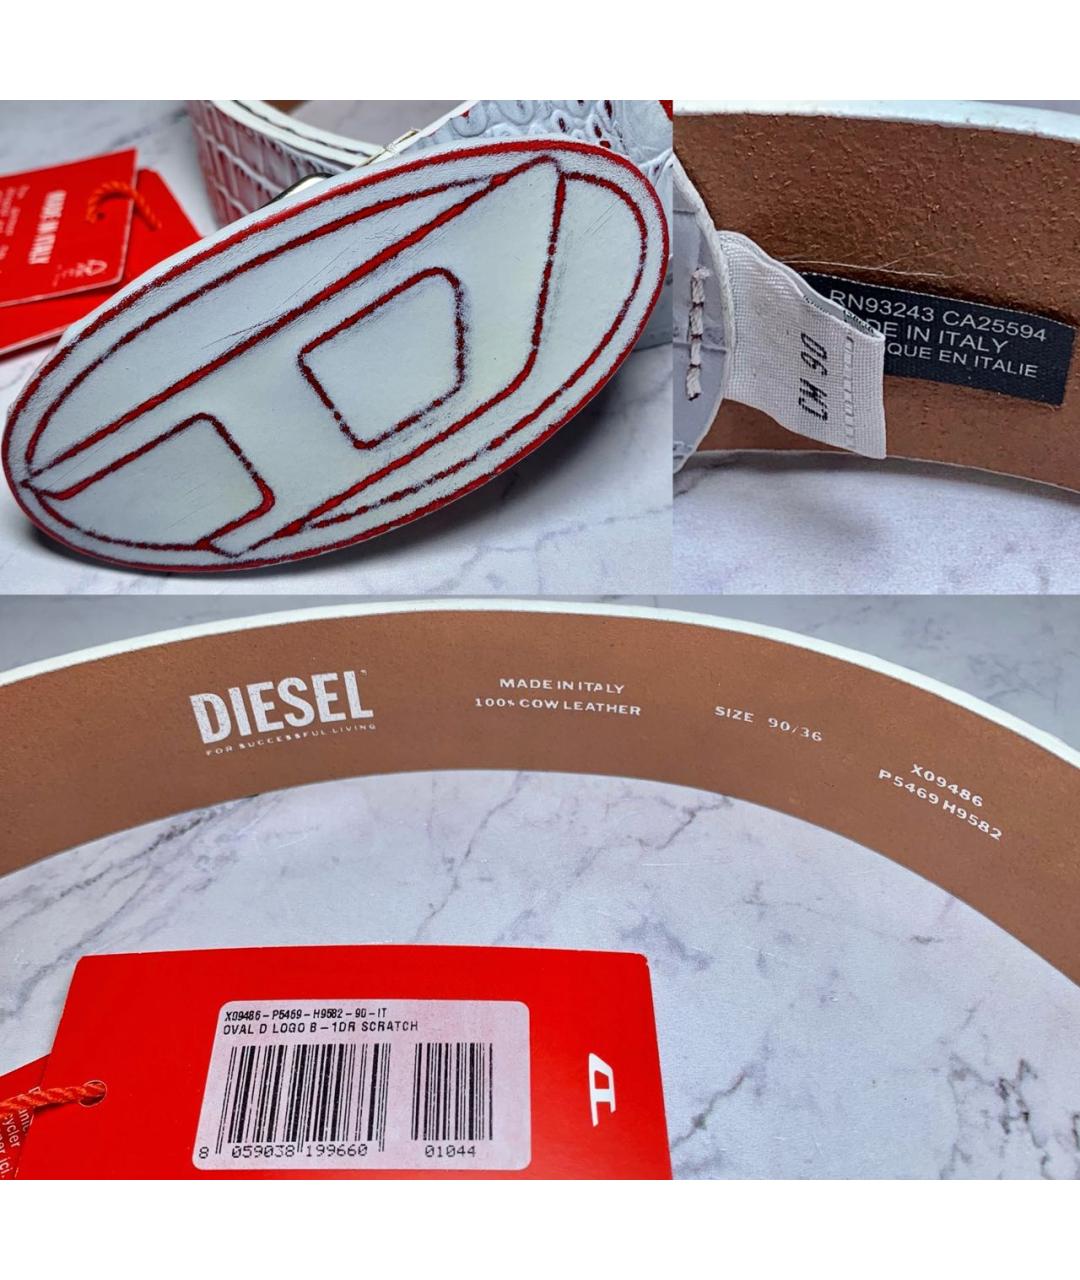 MADE IN ITALY
RN93243 CA25594
DE IN ITALY
QUE EN ITALIE
CM 90
DIESEL
FOR SUCCESSFUL LIVING
MADE IN ITALY
100% COW LEATHER
SIZE 90/36
X09486
P5469 H9582
X09486-P5469-H9582-90-IT
OVAL D LOGO B-1DR SCRATCH
8 059038 199660
01044
D